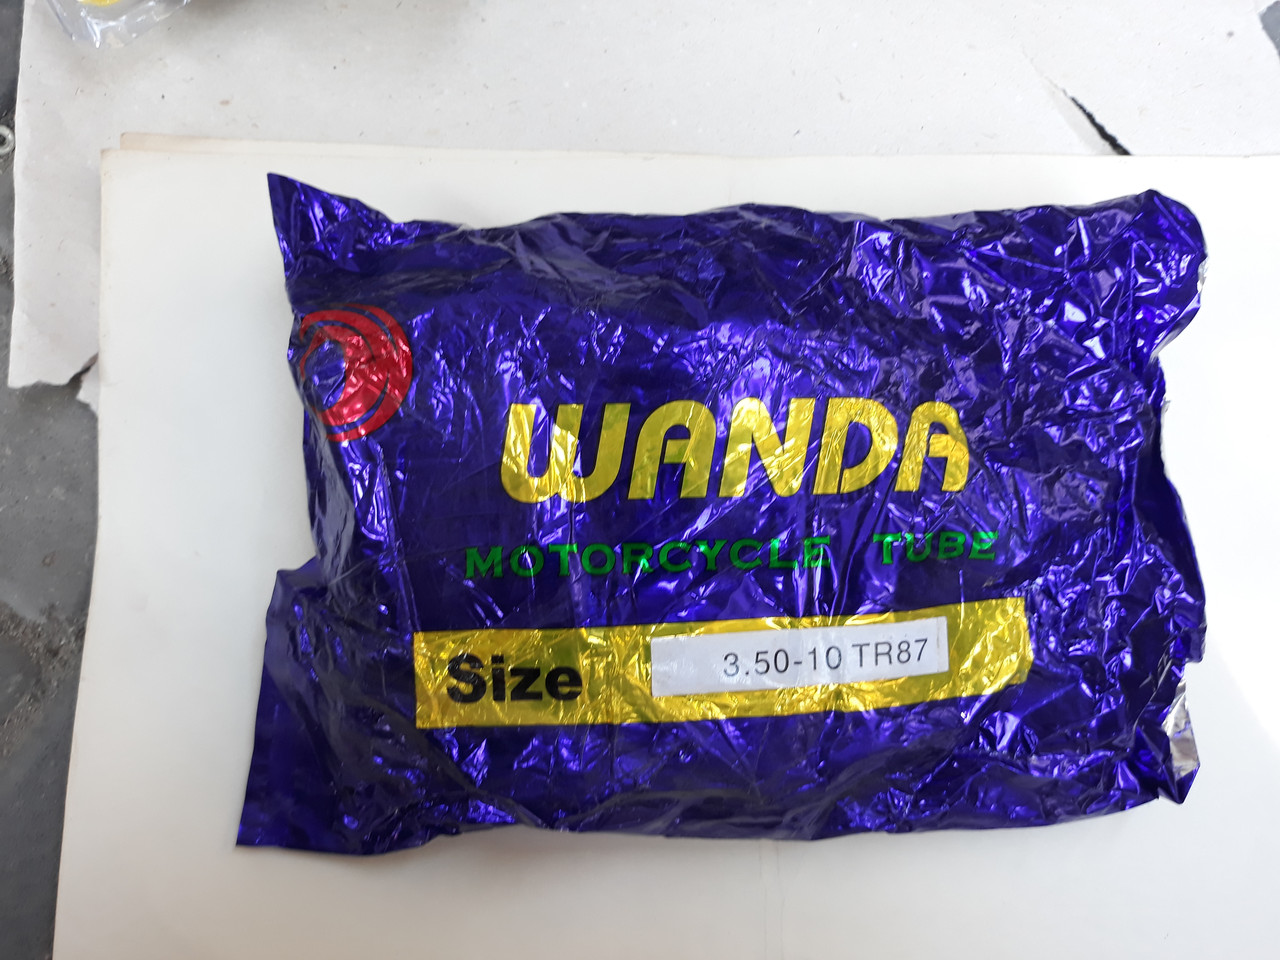 WANDA
MOTORCYCLE TUBE
Size 3.50-10 TR87